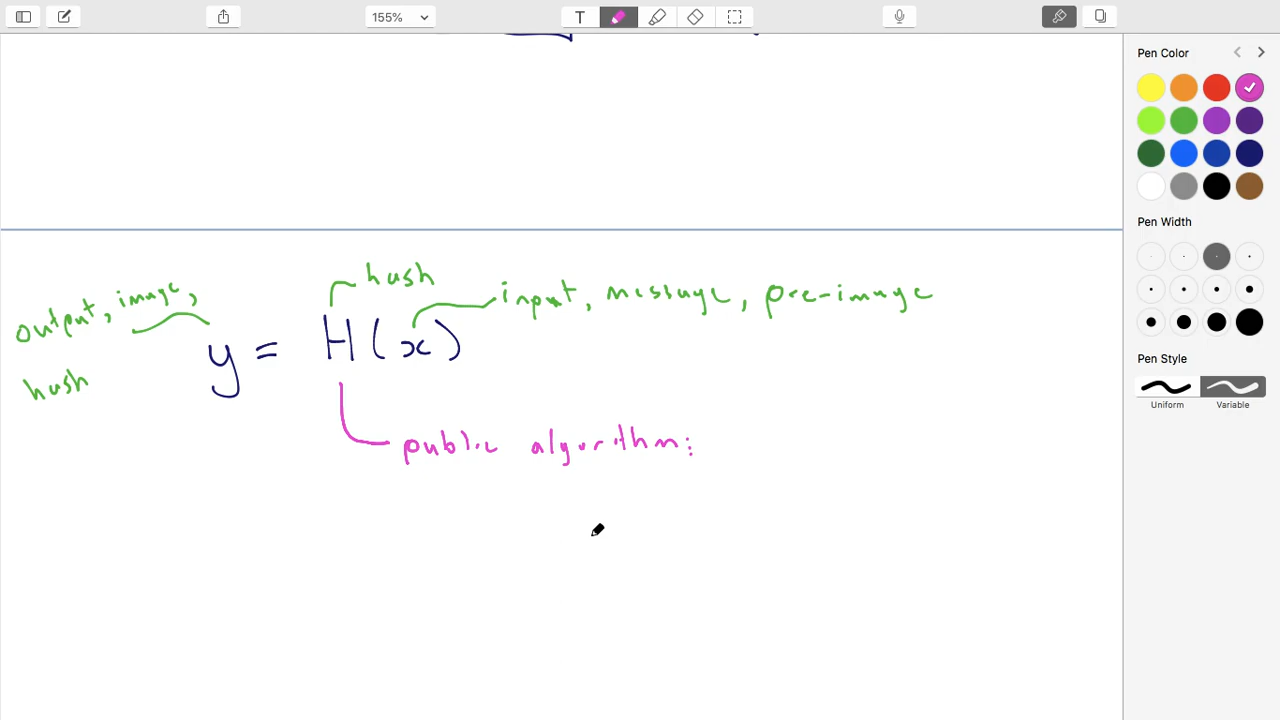 155%
T
Pen Color
hash
input, message, pre-image
output, image,
hash
y = H(x)
public algorithm:
Pen Width
Pen Style
Uniform
Variable